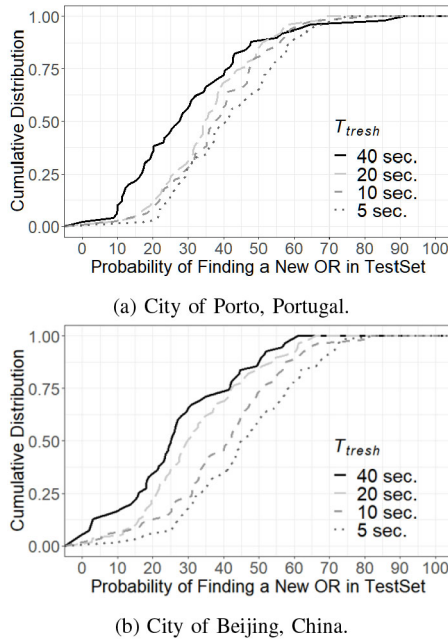 1.00
0.75
0.50
0.25
0.00
Cumulative Distribution
T_tresh
40 sec.
20 sec.
10 sec.
5 sec.
0 10 20 30 40 50 60 70 80 90 100
Probability of Finding a New OR in TestSet
(a) City of Porto, Portugal.
1.00
0.75
0.50
0.25
0.00
Cumulative Distribution
T_tresh
40 sec.
20 sec.
10 sec.
5 sec.
0 10 20 30 40 50 60 70 80 90 100
Probability of Finding a New OR in TestSet
(b) City of Beijing, China.